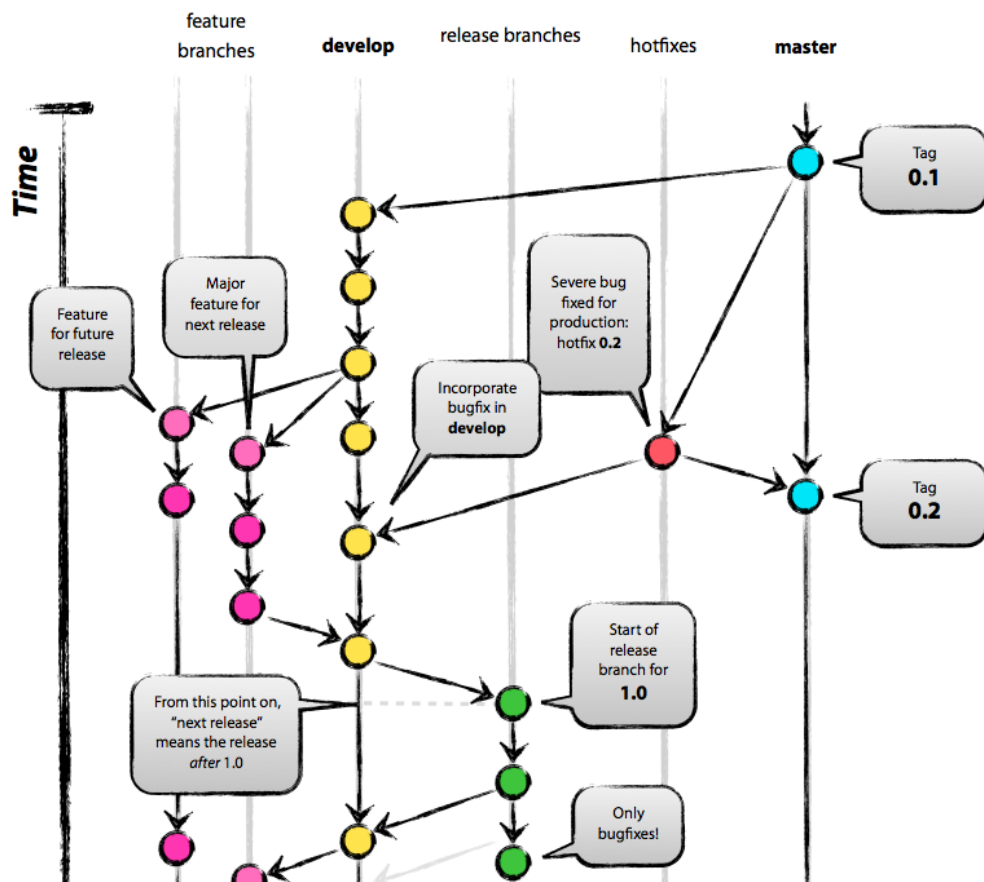 feature
branches
develop
release branches
hotfixes
master
Time
Tag
0.1
Major
feature for
next release
Severe bug
fixed for
production:
hotfix 0.2
Feature
for future
release
Incorporate
bugfix in
develop
Tag
0.2
Start of
release
branch for
1.0
From this point on,
“next release”
means the release
after 1.0
Only
bugfixes!